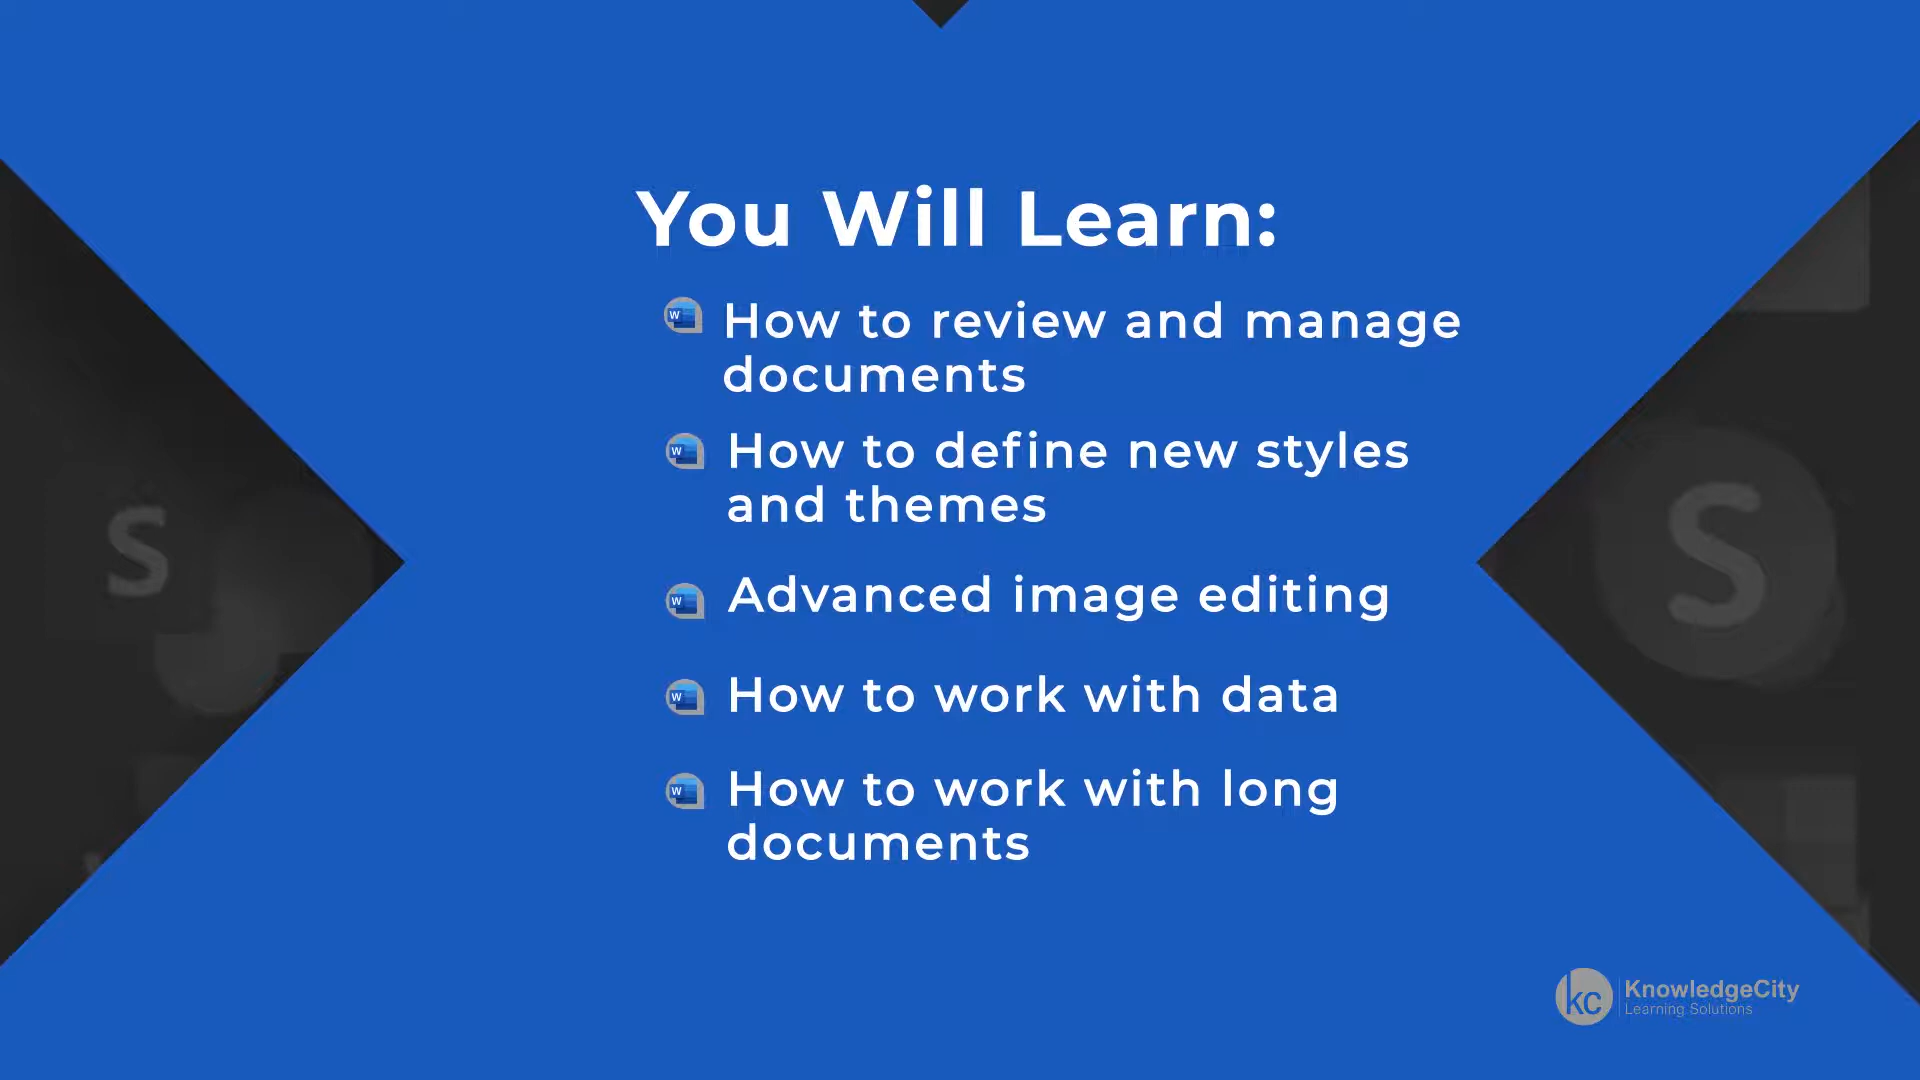 You Will Learn:
W How to review and manage
documents
W How to define new styles
and themes
W Advanced image editing
W How to work with data
W How to work with long
documents
S
S
kc KnowledgeCity
Learning Solutions